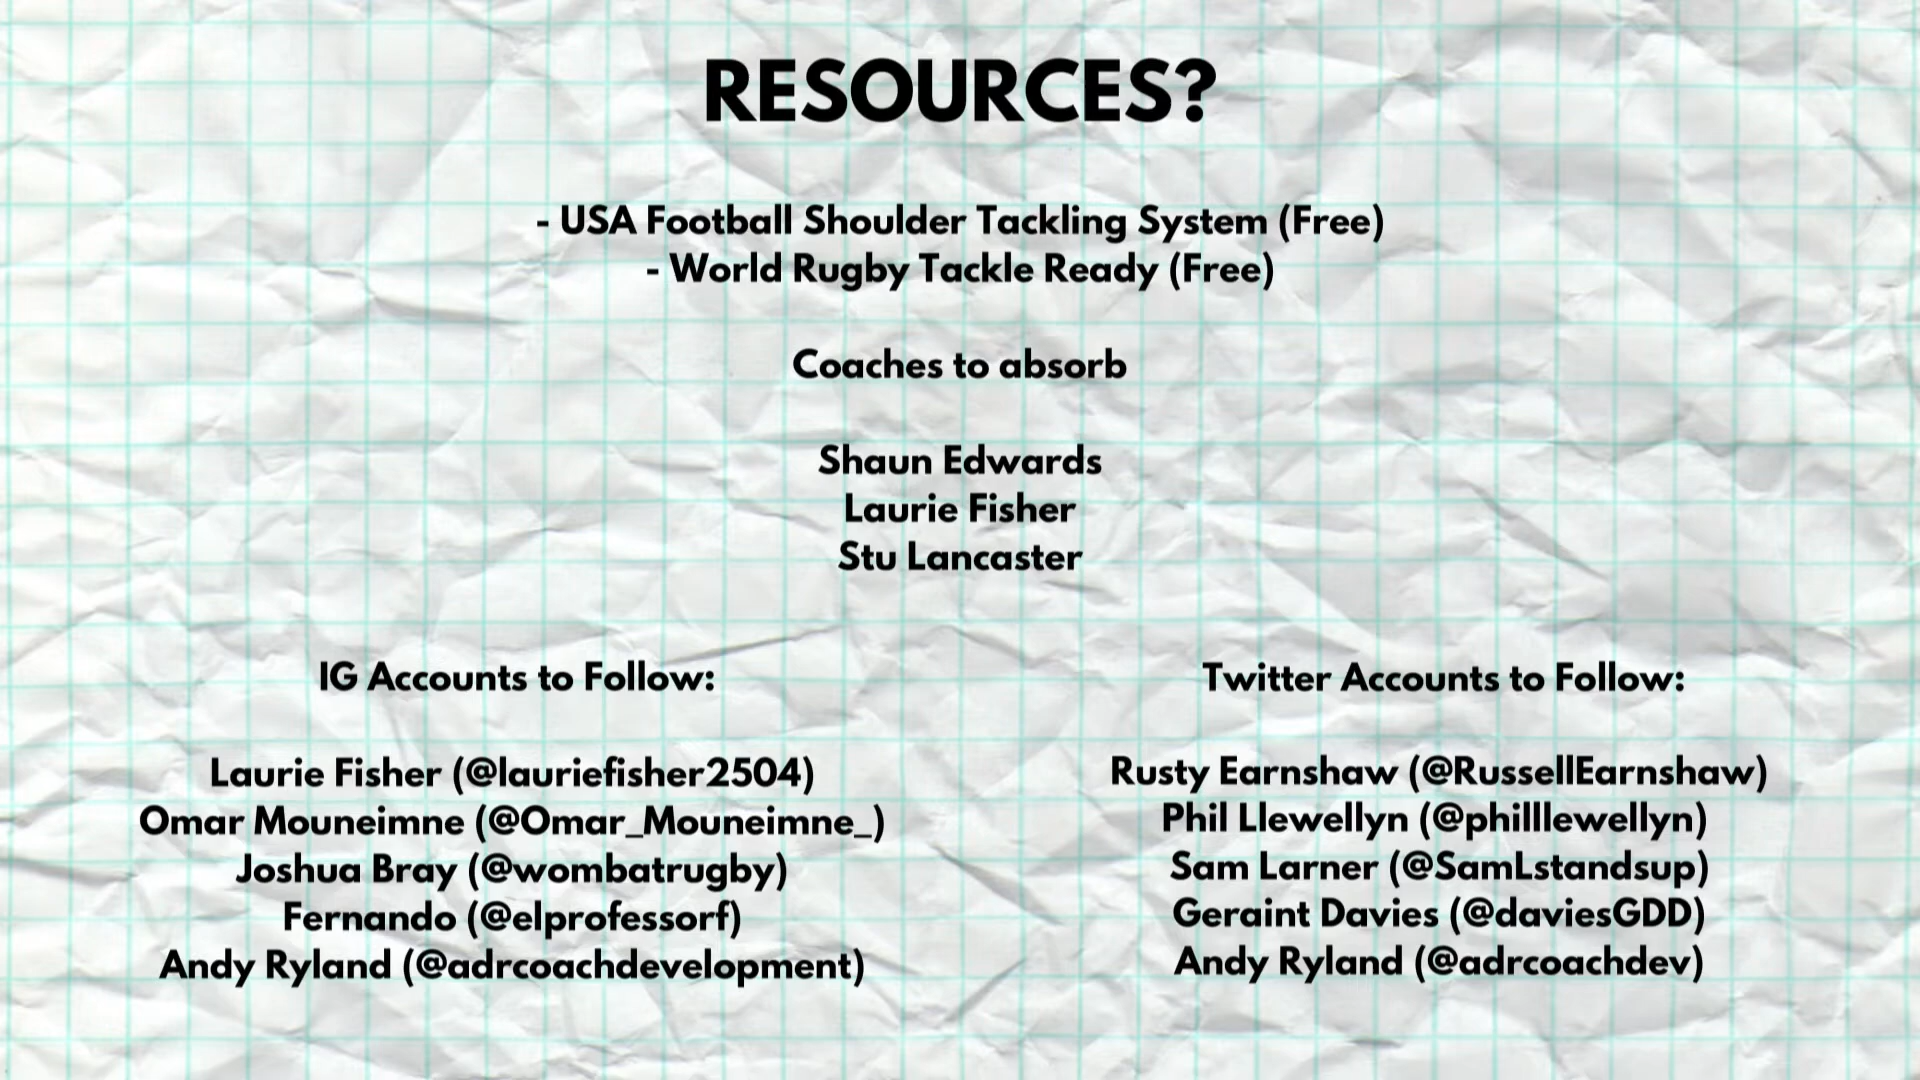 RESOURCES?
- USA Football Shoulder Tackling System (Free)
- World Rugby Tackle Ready (Free)
Coaches to absorb
Shaun Edwards
Laurie Fisher
Stu Lancaster
IG Accounts to Follow:
Laurie Fisher (@lauriefisher2504)
Omar Mouneimne (@Omar_Mouneimne_)
Joshua Bray (@wombatrugby)
Fernando (@elprofessorf)
Andy Ryland (@adrcoachdevelopment)
Twitter Accounts to Follow:
Rusty Earnshaw (@RussellEarnshaw)
Phil Llewellyn (@philllewellyn)
Sam Larner (@SamLstandsup)
Geraint Davies (@daviesGDD)
Andy Ryland (@adrcoachdev)